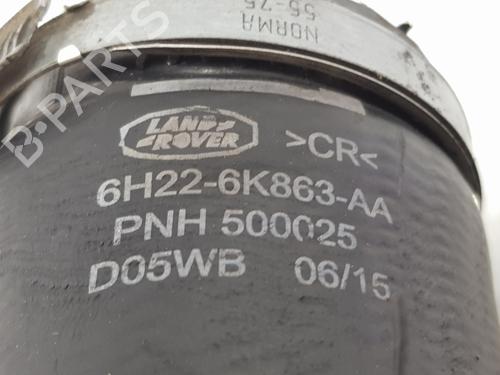 NORMA
55-75
LAND
ROVER
>CR<
6H22-6K863-AA
PNH 500025
D05WB 06/15
B-PARTS